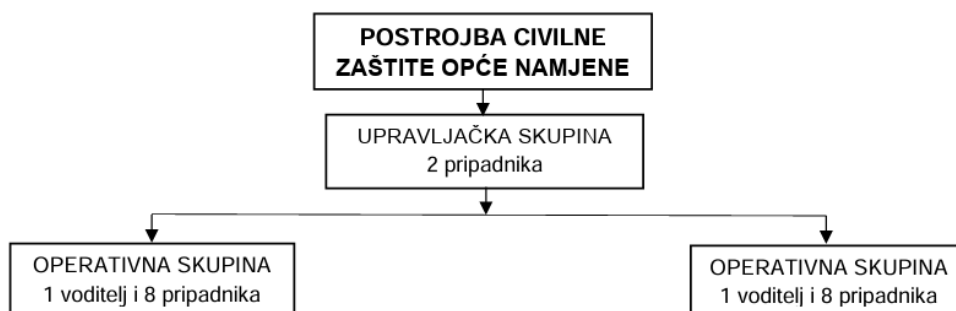 POSTROJBA CIVILNE
ZAŠTITE OPĆE NAMJENE
UPRAVLJAČKA SKUPINA
2 pripadnika
OPERATIVNA SKUPINA
1 voditelj i 8 pripadnika
OPERATIVNA SKUPINA
1 voditelj i 8 pripadnika